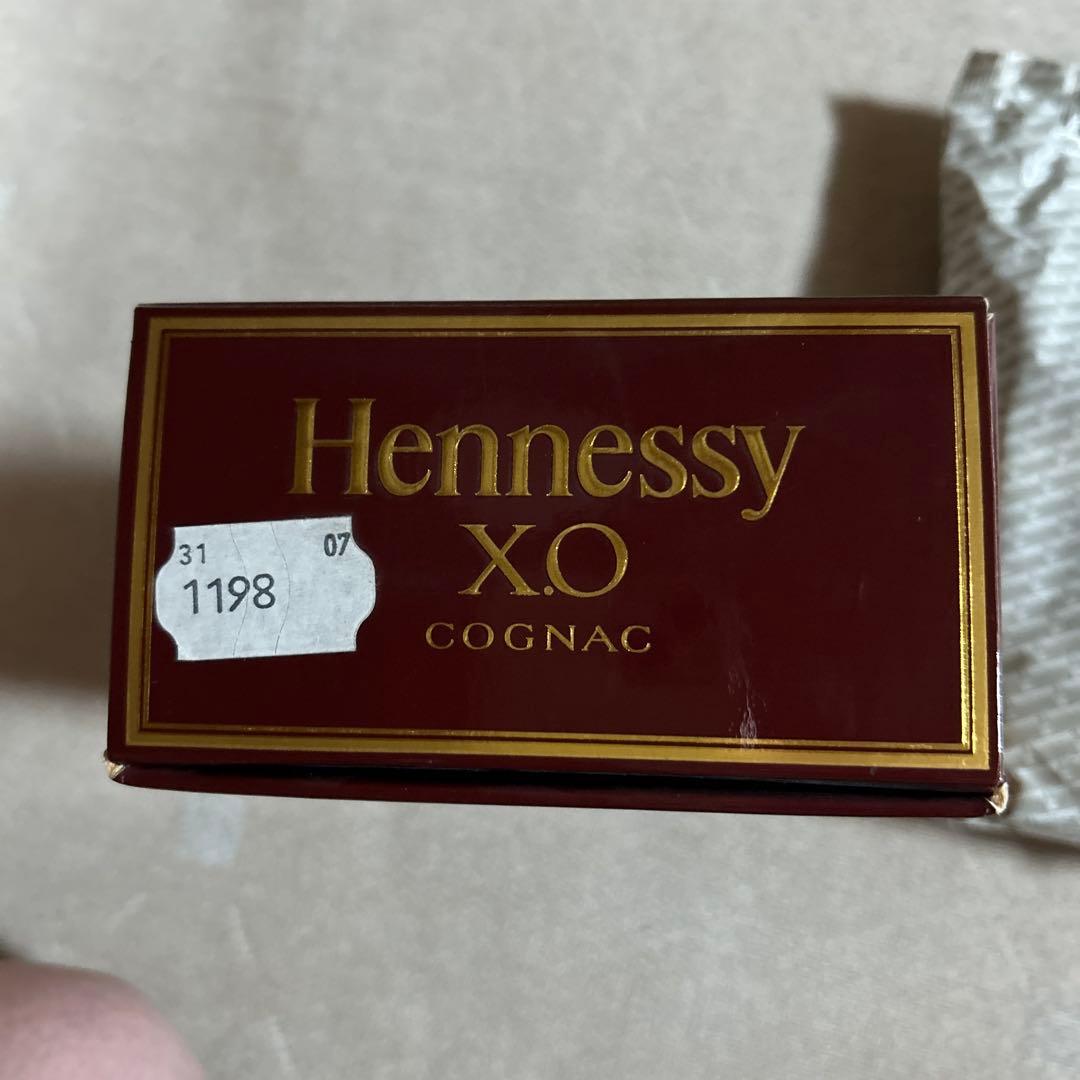 Hennessy
X.O
COGNAC
31 07
1198